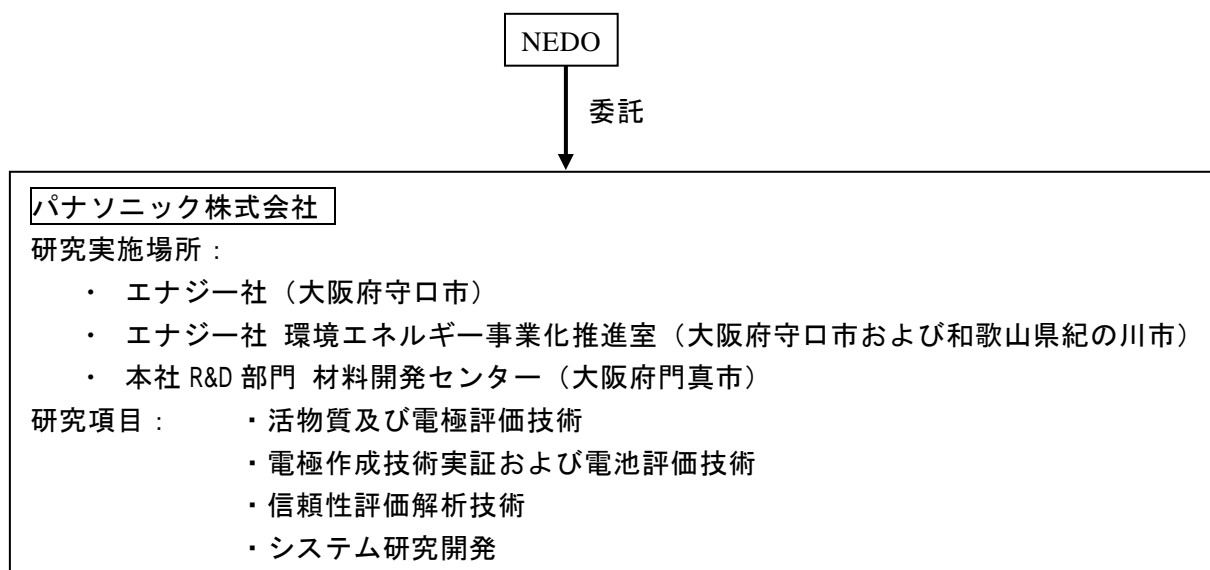 NEDO
委託
パナソニック株式会社
研究実施場所：
・ エナジー社（大阪府守口市）
・ エナジー社 環境エネルギー事業化推進室（大阪府守口市および和歌山県紀の川市）
・ 本社 R&D 部門 材料開発センター（大阪府門真市）
研究項目： ・活物質及び電極評価技術
・電極作成技術実証および電池評価技術
・信頼性評価解析技術
・システム研究開発